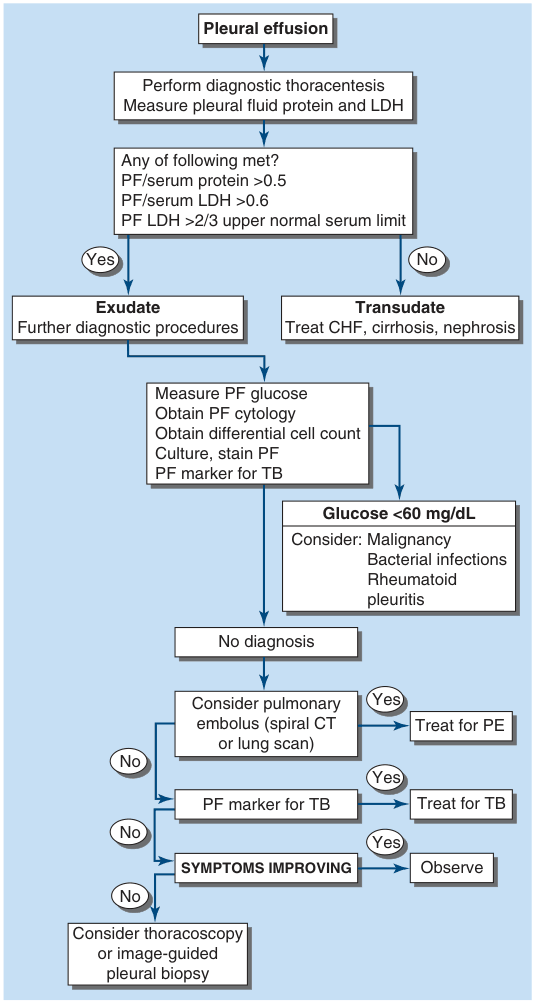 Pleural effusion
Perform diagnostic thoracentesis
Measure pleural fluid protein and LDH
Any of following met?
PF/serum protein >0.5
PF/serum LDH >0.6
PF LDH >2/3 upper normal serum limit
Yes
No
Exudate
Further diagnostic procedures
Transudate
Treat CHF, cirrhosis, nephrosis
Measure PF glucose
Obtain PF cytology
Obtain differential cell count
Culture, stain PF
PF marker for TB
Glucose <60 mg/dL
Consider: Malignancy
Bacterial infections
Rheumatoid
pleuritis
No diagnosis
Consider pulmonary
embolus (spiral CT
or lung scan)
Yes
Treat for PE
No
PF marker for TB
Yes
Treat for TB
No
SYMPTOMS IMPROVING
Yes
Observe
No
Consider thoracoscopy
or image-guided
pleural biopsy